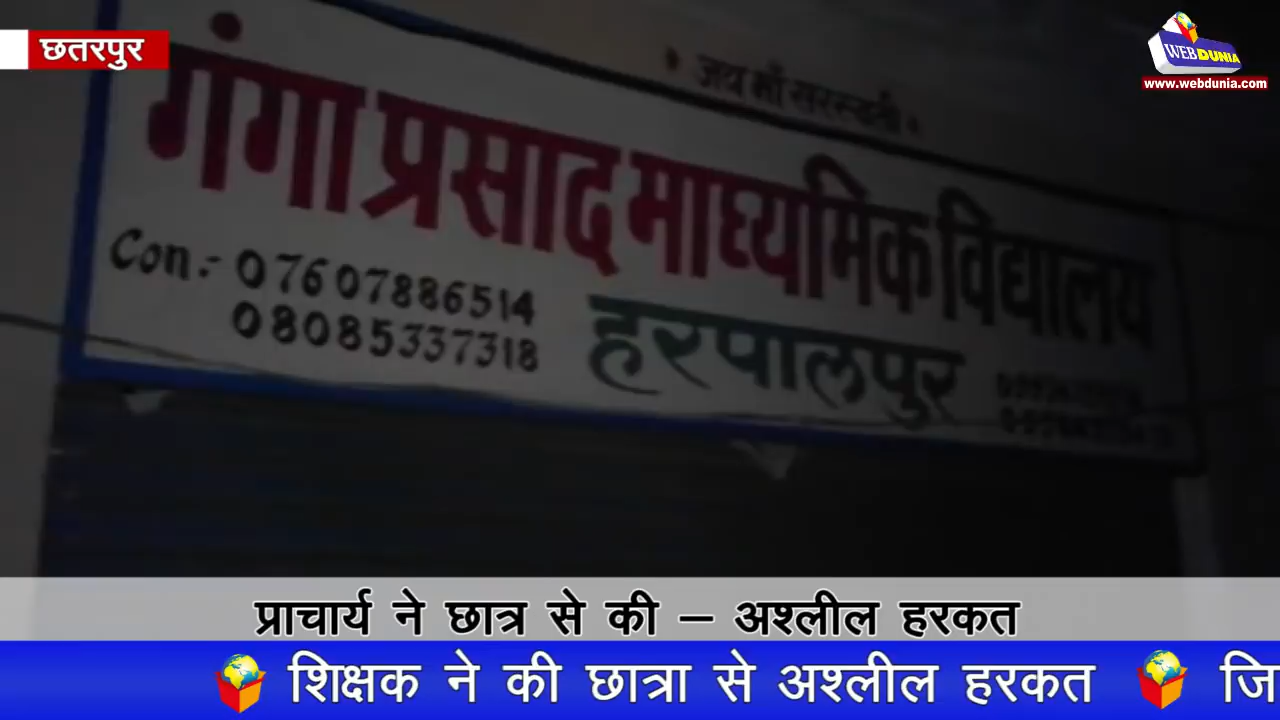 छतरपुर
WEBDUNIA
www.webdunia.com
जय माँ सरस्वती
गंगा प्रसाद माध्यमिक विद्यालय
Con.- 07607886514
08085337318
हरपालपुर
प्राचार्य ने छात्र से की – अश्लील हरकत
शिक्षक ने की छात्रा से अश्लील हरकत जि